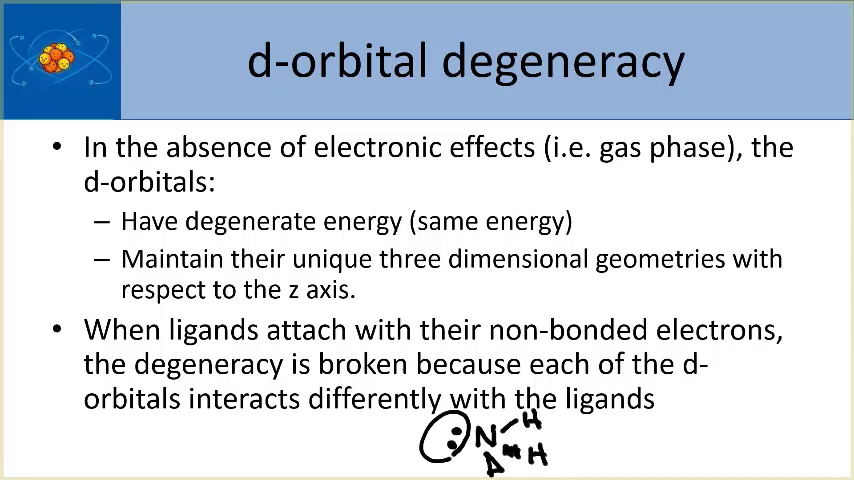 d-orbital degeneracy
• In the absence of electronic effects (i.e. gas phase), the
d-orbitals:
– Have degenerate energy (same energy)
– Maintain their unique three dimensional geometries with
respect to the z axis.
• When ligands attach with their non-bonded electrons,
the degeneracy is broken because each of the d-
orbitals interacts differently with the ligands
H
: N
H